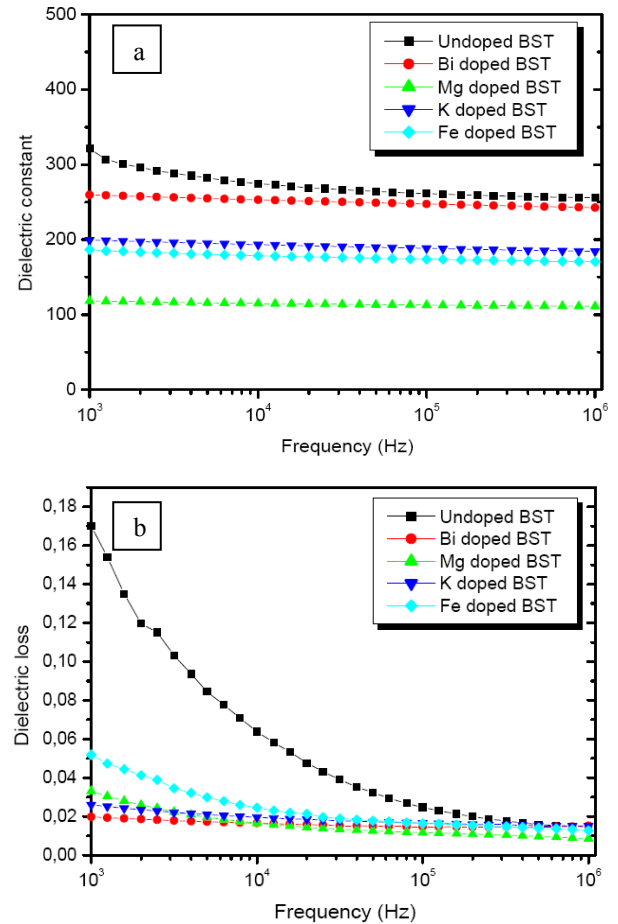 a
500
400
300
200
100
0
Dielectric constant
Undoped BST
Bi doped BST
Mg doped BST
K doped BST
Fe doped BST
10³ 10⁴ 10⁵ 10⁶
Frequency (Hz)
b
0,18
0,16
0,14
0,12
0,10
0,08
0,06
0,04
0,02
0,00
Dielectric loss
Undoped BST
Bi doped BST
Mg doped BST
K doped BST
Fe doped BST
10³ 10⁴ 10⁵ 10⁶
Frequency (Hz)